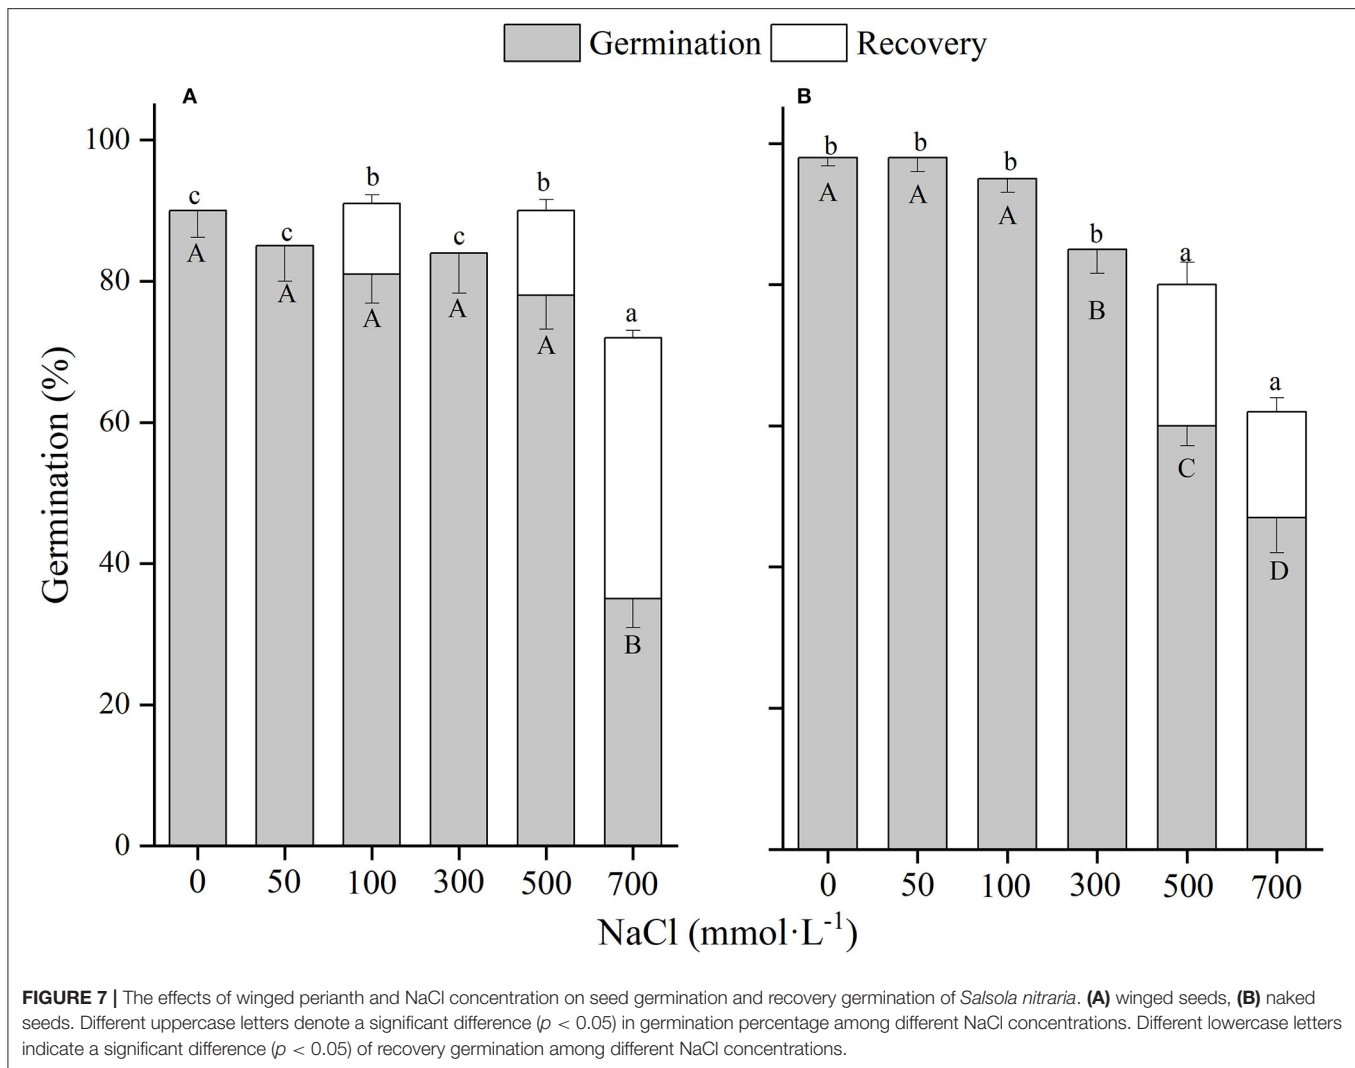 Germination Recovery
A
B
100
80
60
40
20
0
Germination (%)
c
c
b
c
b
a
A
A
A
A
A
B
0 50 100 300 500 700
b
b
b
b
a
a
A
A
A
B
C
D
0 50 100 300 500 700
NaCl (mmol·L⁻¹)
FIGURE 7 | The effects of winged perianth and NaCl concentration on seed germination and recovery germination of Salsola nitraria. (A) winged seeds, (B) naked
seeds. Different uppercase letters denote a significant difference (p < 0.05) in germination percentage among different NaCl concentrations. Different lowercase letters
indicate a significant difference (p < 0.05) of recovery germination among different NaCl concentrations.